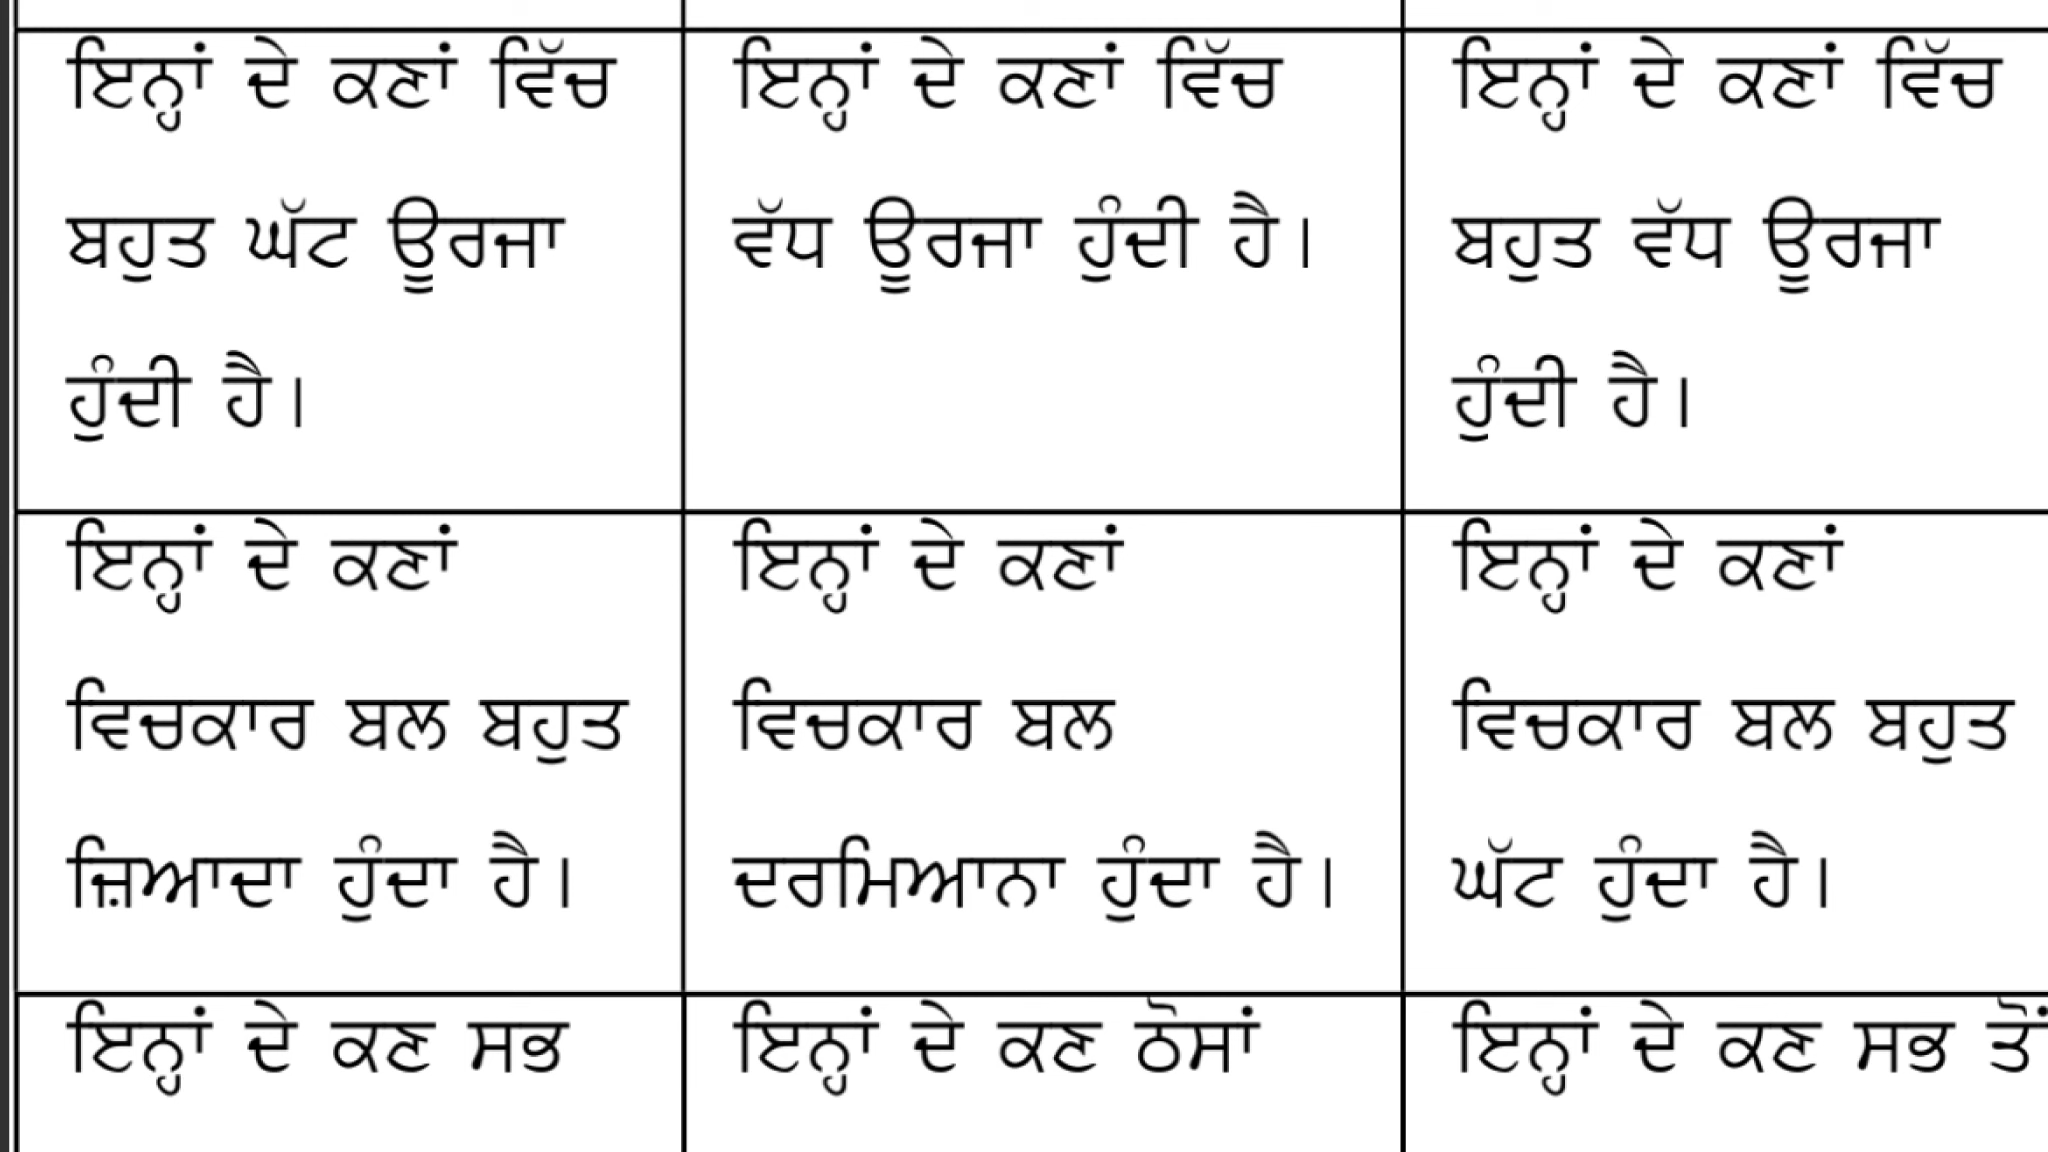 ਇਨ੍ਹਾਂ ਦੇ ਕਣਾਂ ਵਿੱਚ
ਬਹੁਤ ਘੱਟ ਊਰਜਾ
ਹੁੰਦੀ ਹੈ।
ਇਨ੍ਹਾਂ ਦੇ ਕਣਾਂ ਵਿੱਚ
ਵੱਧ ਊਰਜਾ ਹੁੰਦੀ ਹੈ।
ਇਨ੍ਹਾਂ ਦੇ ਕਣਾਂ ਵਿੱਚ
ਬਹੁਤ ਵੱਧ ਊਰਜਾ
ਹੁੰਦੀ ਹੈ।
ਇਨ੍ਹਾਂ ਦੇ ਕਣਾਂ
ਵਿਚਕਾਰ ਬਲ ਬਹੁਤ
ਜ਼ਿਆਦਾ ਹੁੰਦਾ ਹੈ।
ਇਨ੍ਹਾਂ ਦੇ ਕਣਾਂ
ਵਿਚਕਾਰ ਬਲ
ਦਰਮਿਆਨਾ ਹੁੰਦਾ ਹੈ।
ਇਨ੍ਹਾਂ ਦੇ ਕਣਾਂ
ਵਿਚਕਾਰ ਬਲ ਬਹੁਤ
ਘੱਟ ਹੁੰਦਾ ਹੈ।
ਇਨ੍ਹਾਂ ਦੇ ਕਣ ਸਭ
ਇਨ੍ਹਾਂ ਦੇ ਕਣ ਠੋਸਾਂ
ਇਨ੍ਹਾਂ ਦੇ ਕਣ ਸਭ ਤੋਂ